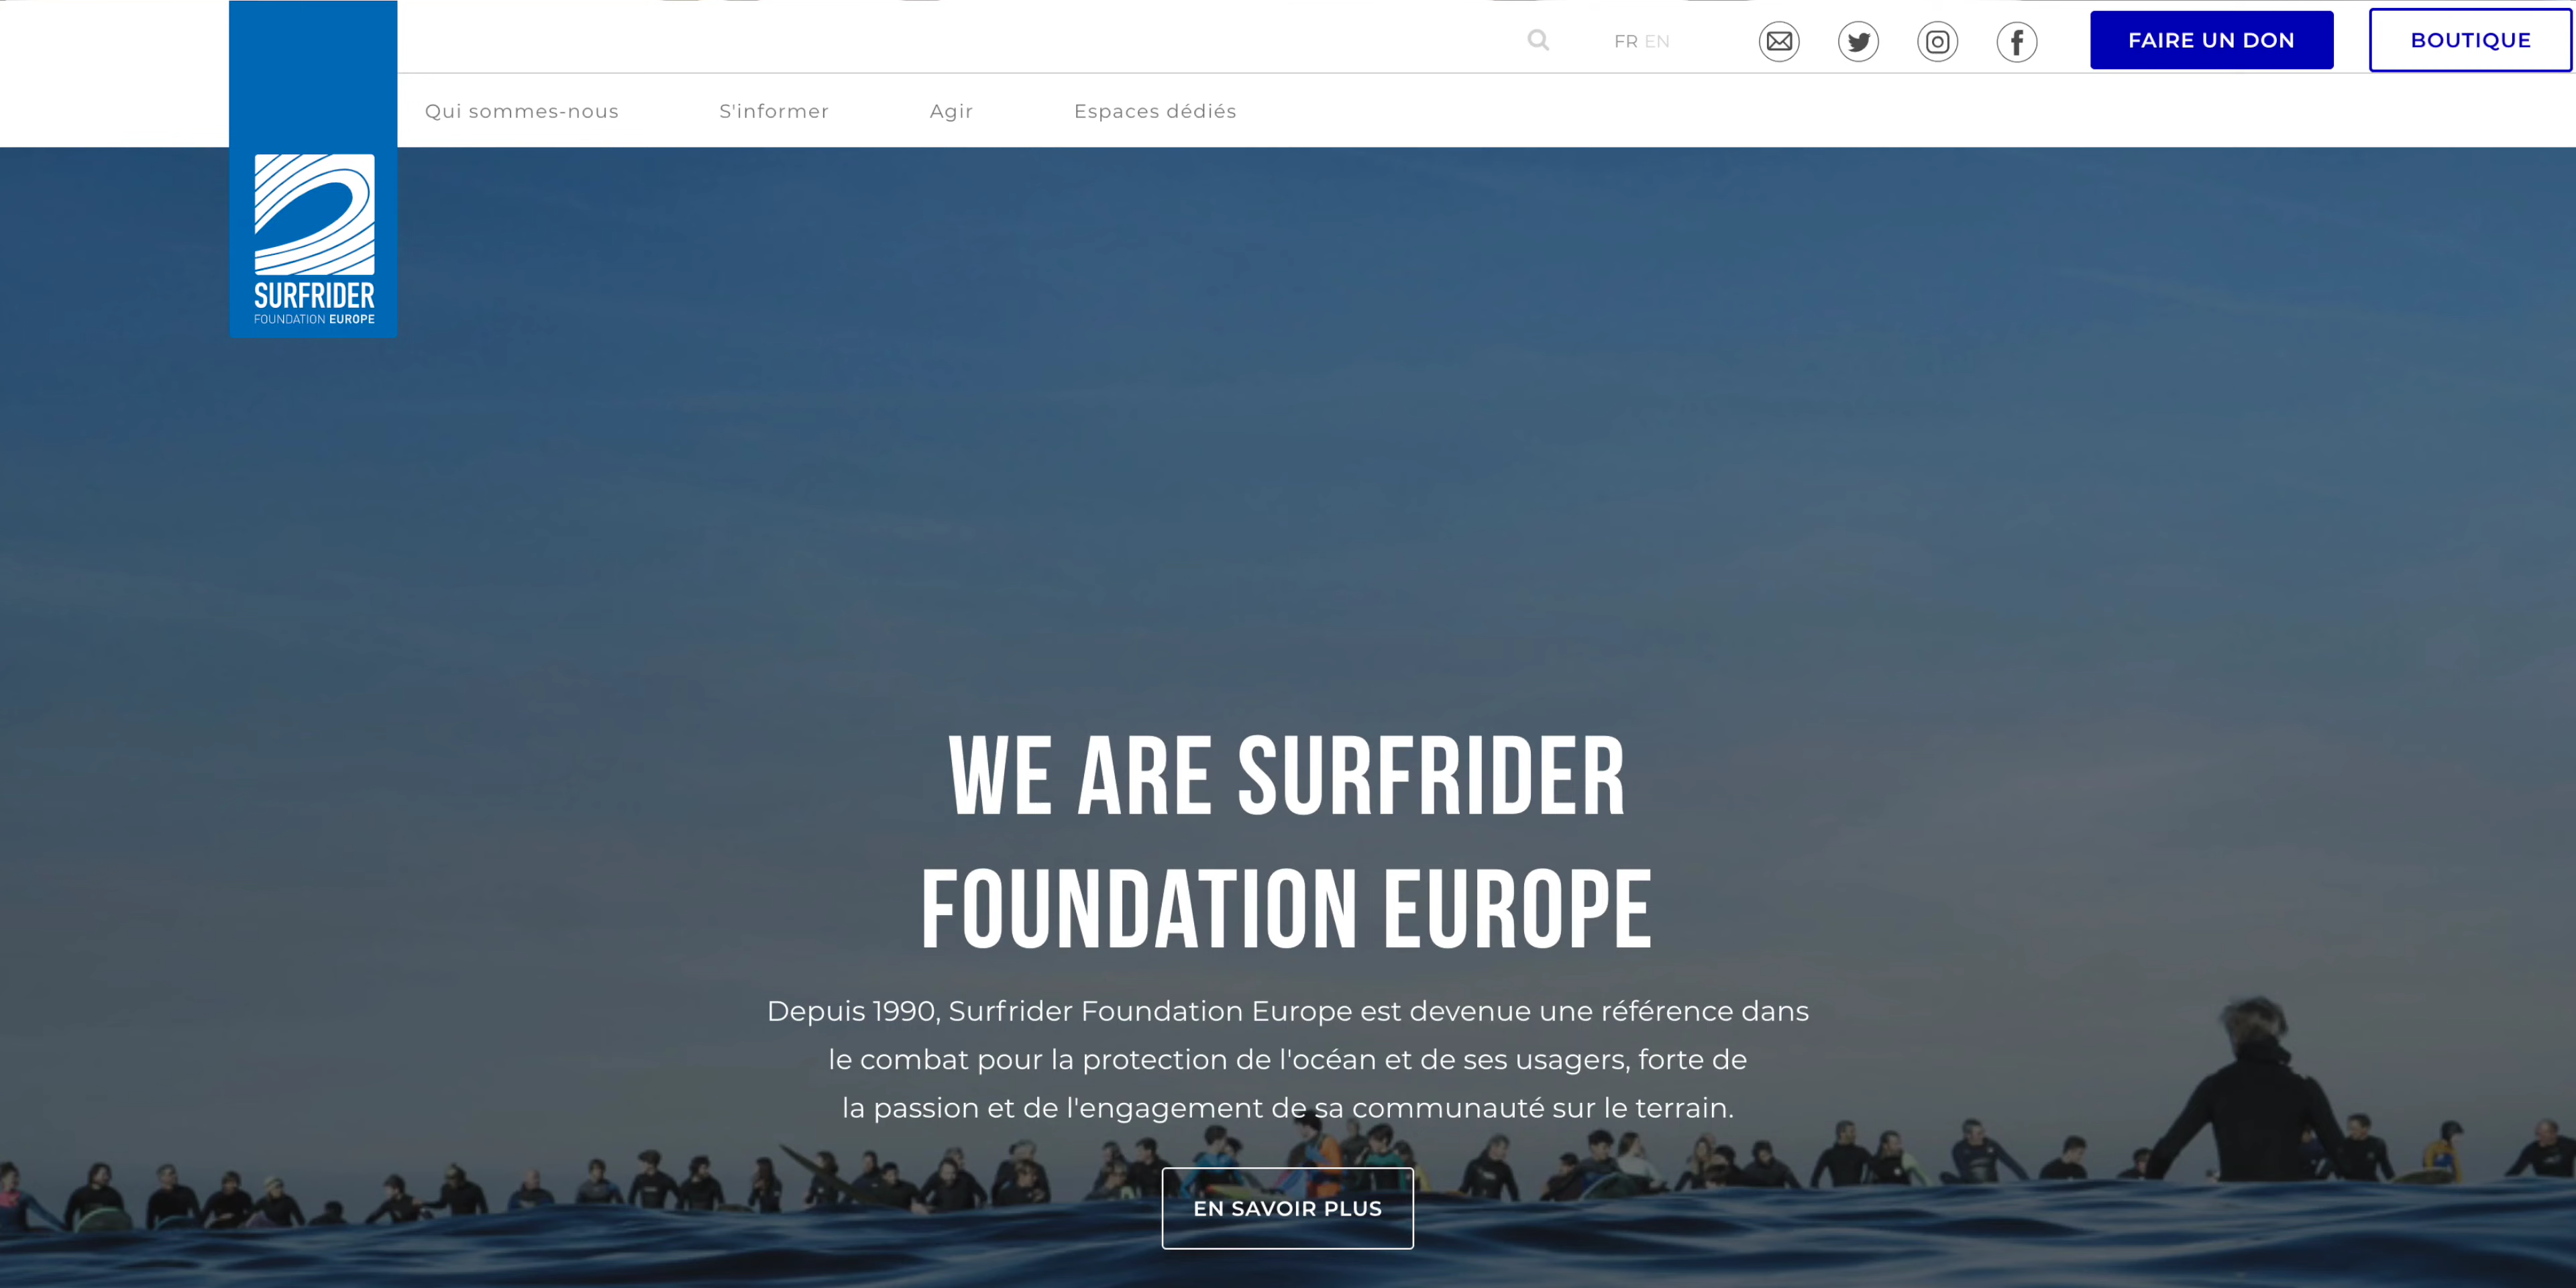 FR EN
FAIRE UN DON
BOUTIQUE
Qui sommes-nous
S'informer
Agir
Espaces dédiés
SURFRIDER
FOUNDATION EUROPE
WE ARE SURFRIDER
FOUNDATION EUROPE
Depuis 1990, Surfrider Foundation Europe est devenue une référence dans
le combat pour la protection de l'océan et de ses usagers, forte de
la passion et de l'engagement de sa communauté sur le terrain.
EN SAVOIR PLUS